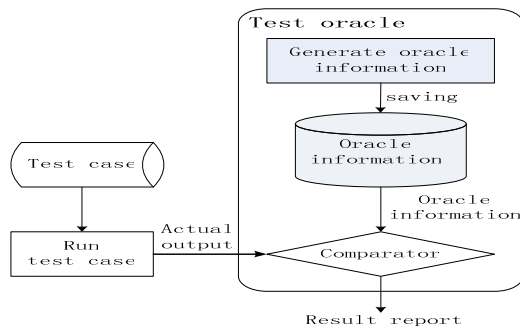 Test oracle
Generate oracle
information
saving
Oracle
information
Test case
Oracle
information
Actual
output
Run
test case
Comparator
Result report